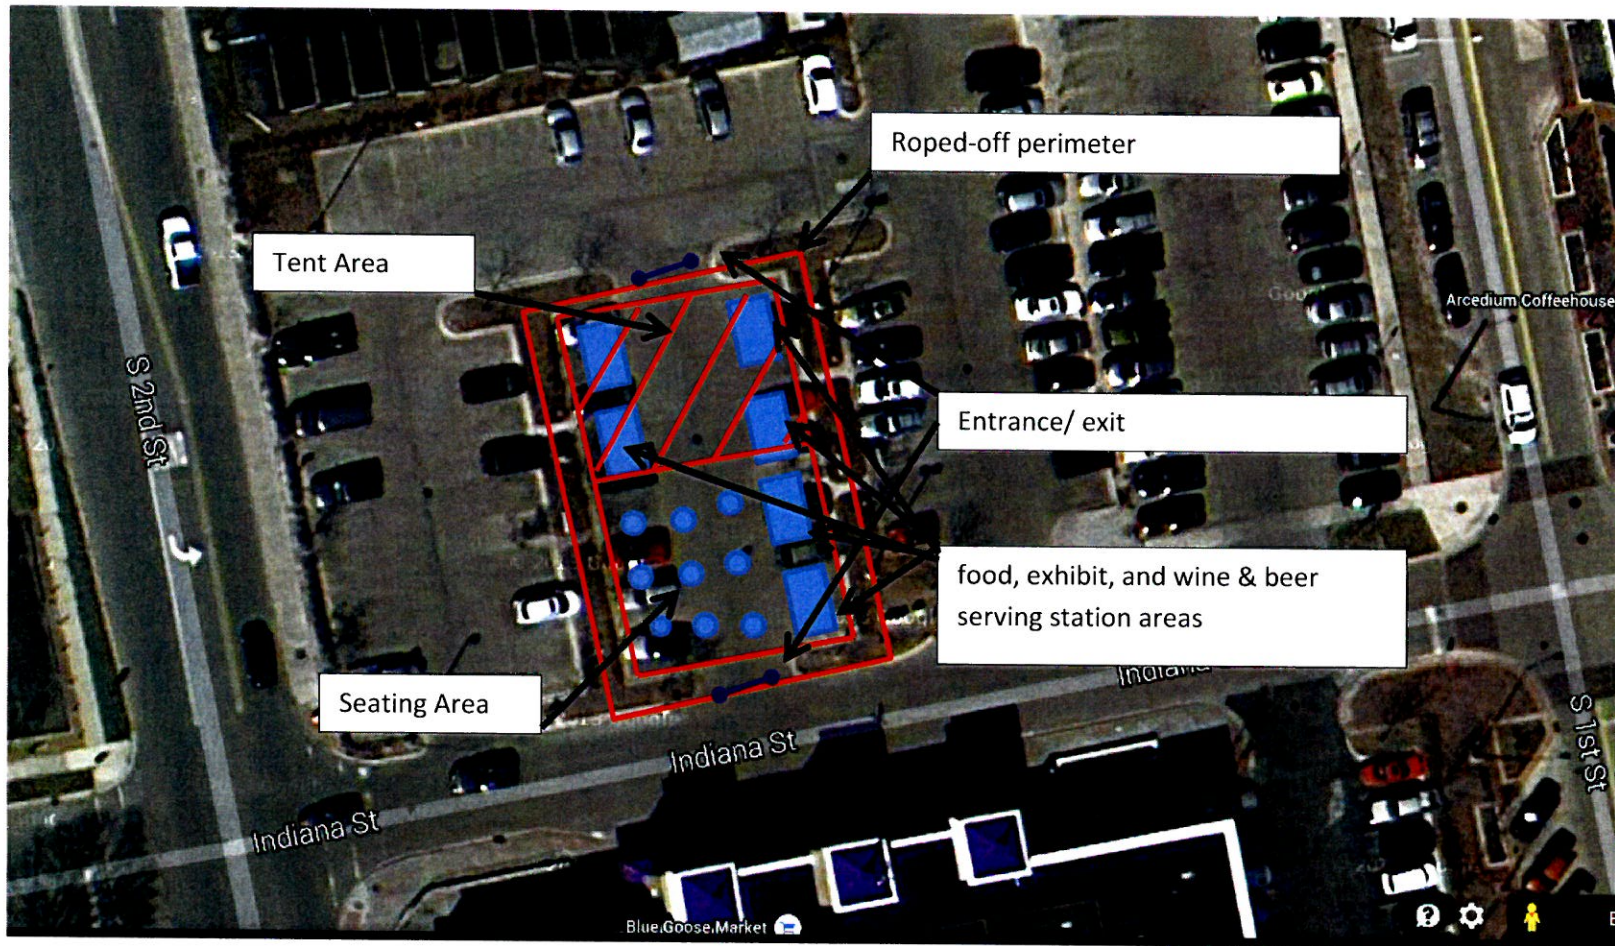 Roped-off perimeter
Tent Area
Arcedium Coffeehouse
S 2nd St
Entrance/ exit
food, exhibit, and wine & beer
serving station areas
Seating Area
Indiana
Indiana St
S 1st St
Indiana St
Blue Goose Market